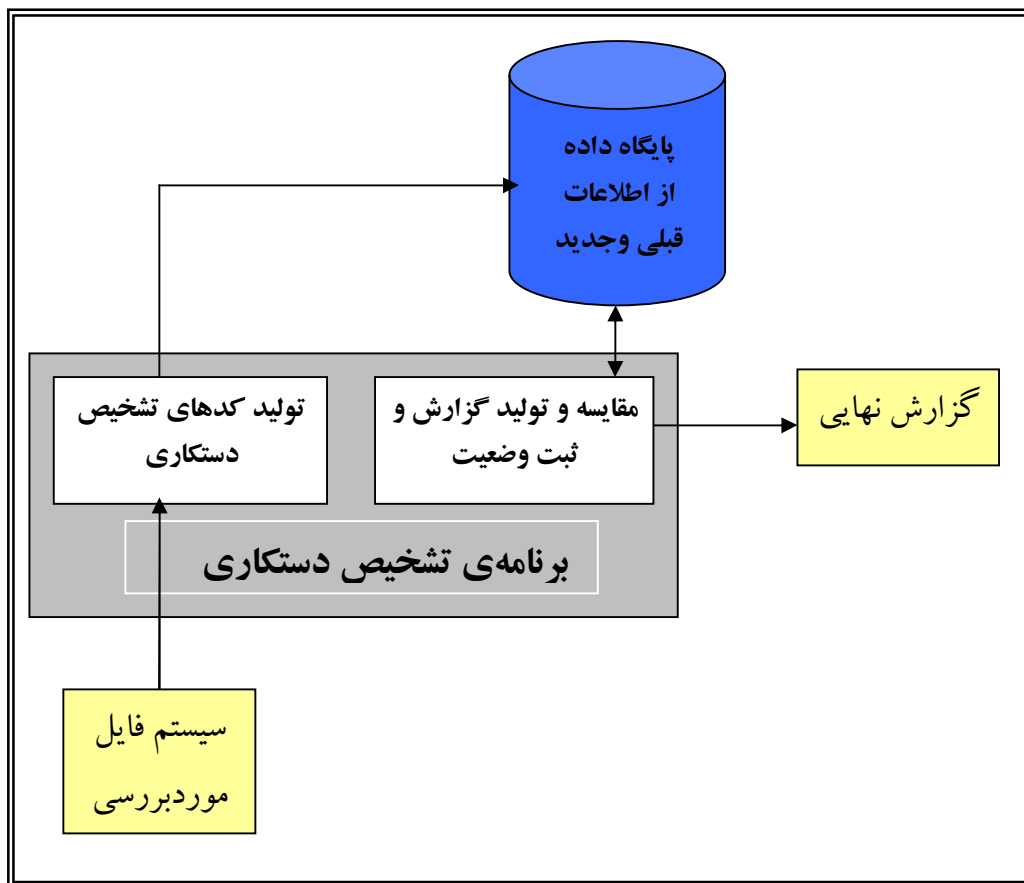 پایگاه داده
از اطلاعات
قبلی وجدید
تولید کدهای تشخیص
دستکاری
مقایسه و تولید گزارش و
ثبت وضعیت
گزارش نهایی
برنامه‌ی تشخیص دستکاری
سیستم فایل
موردبررسی